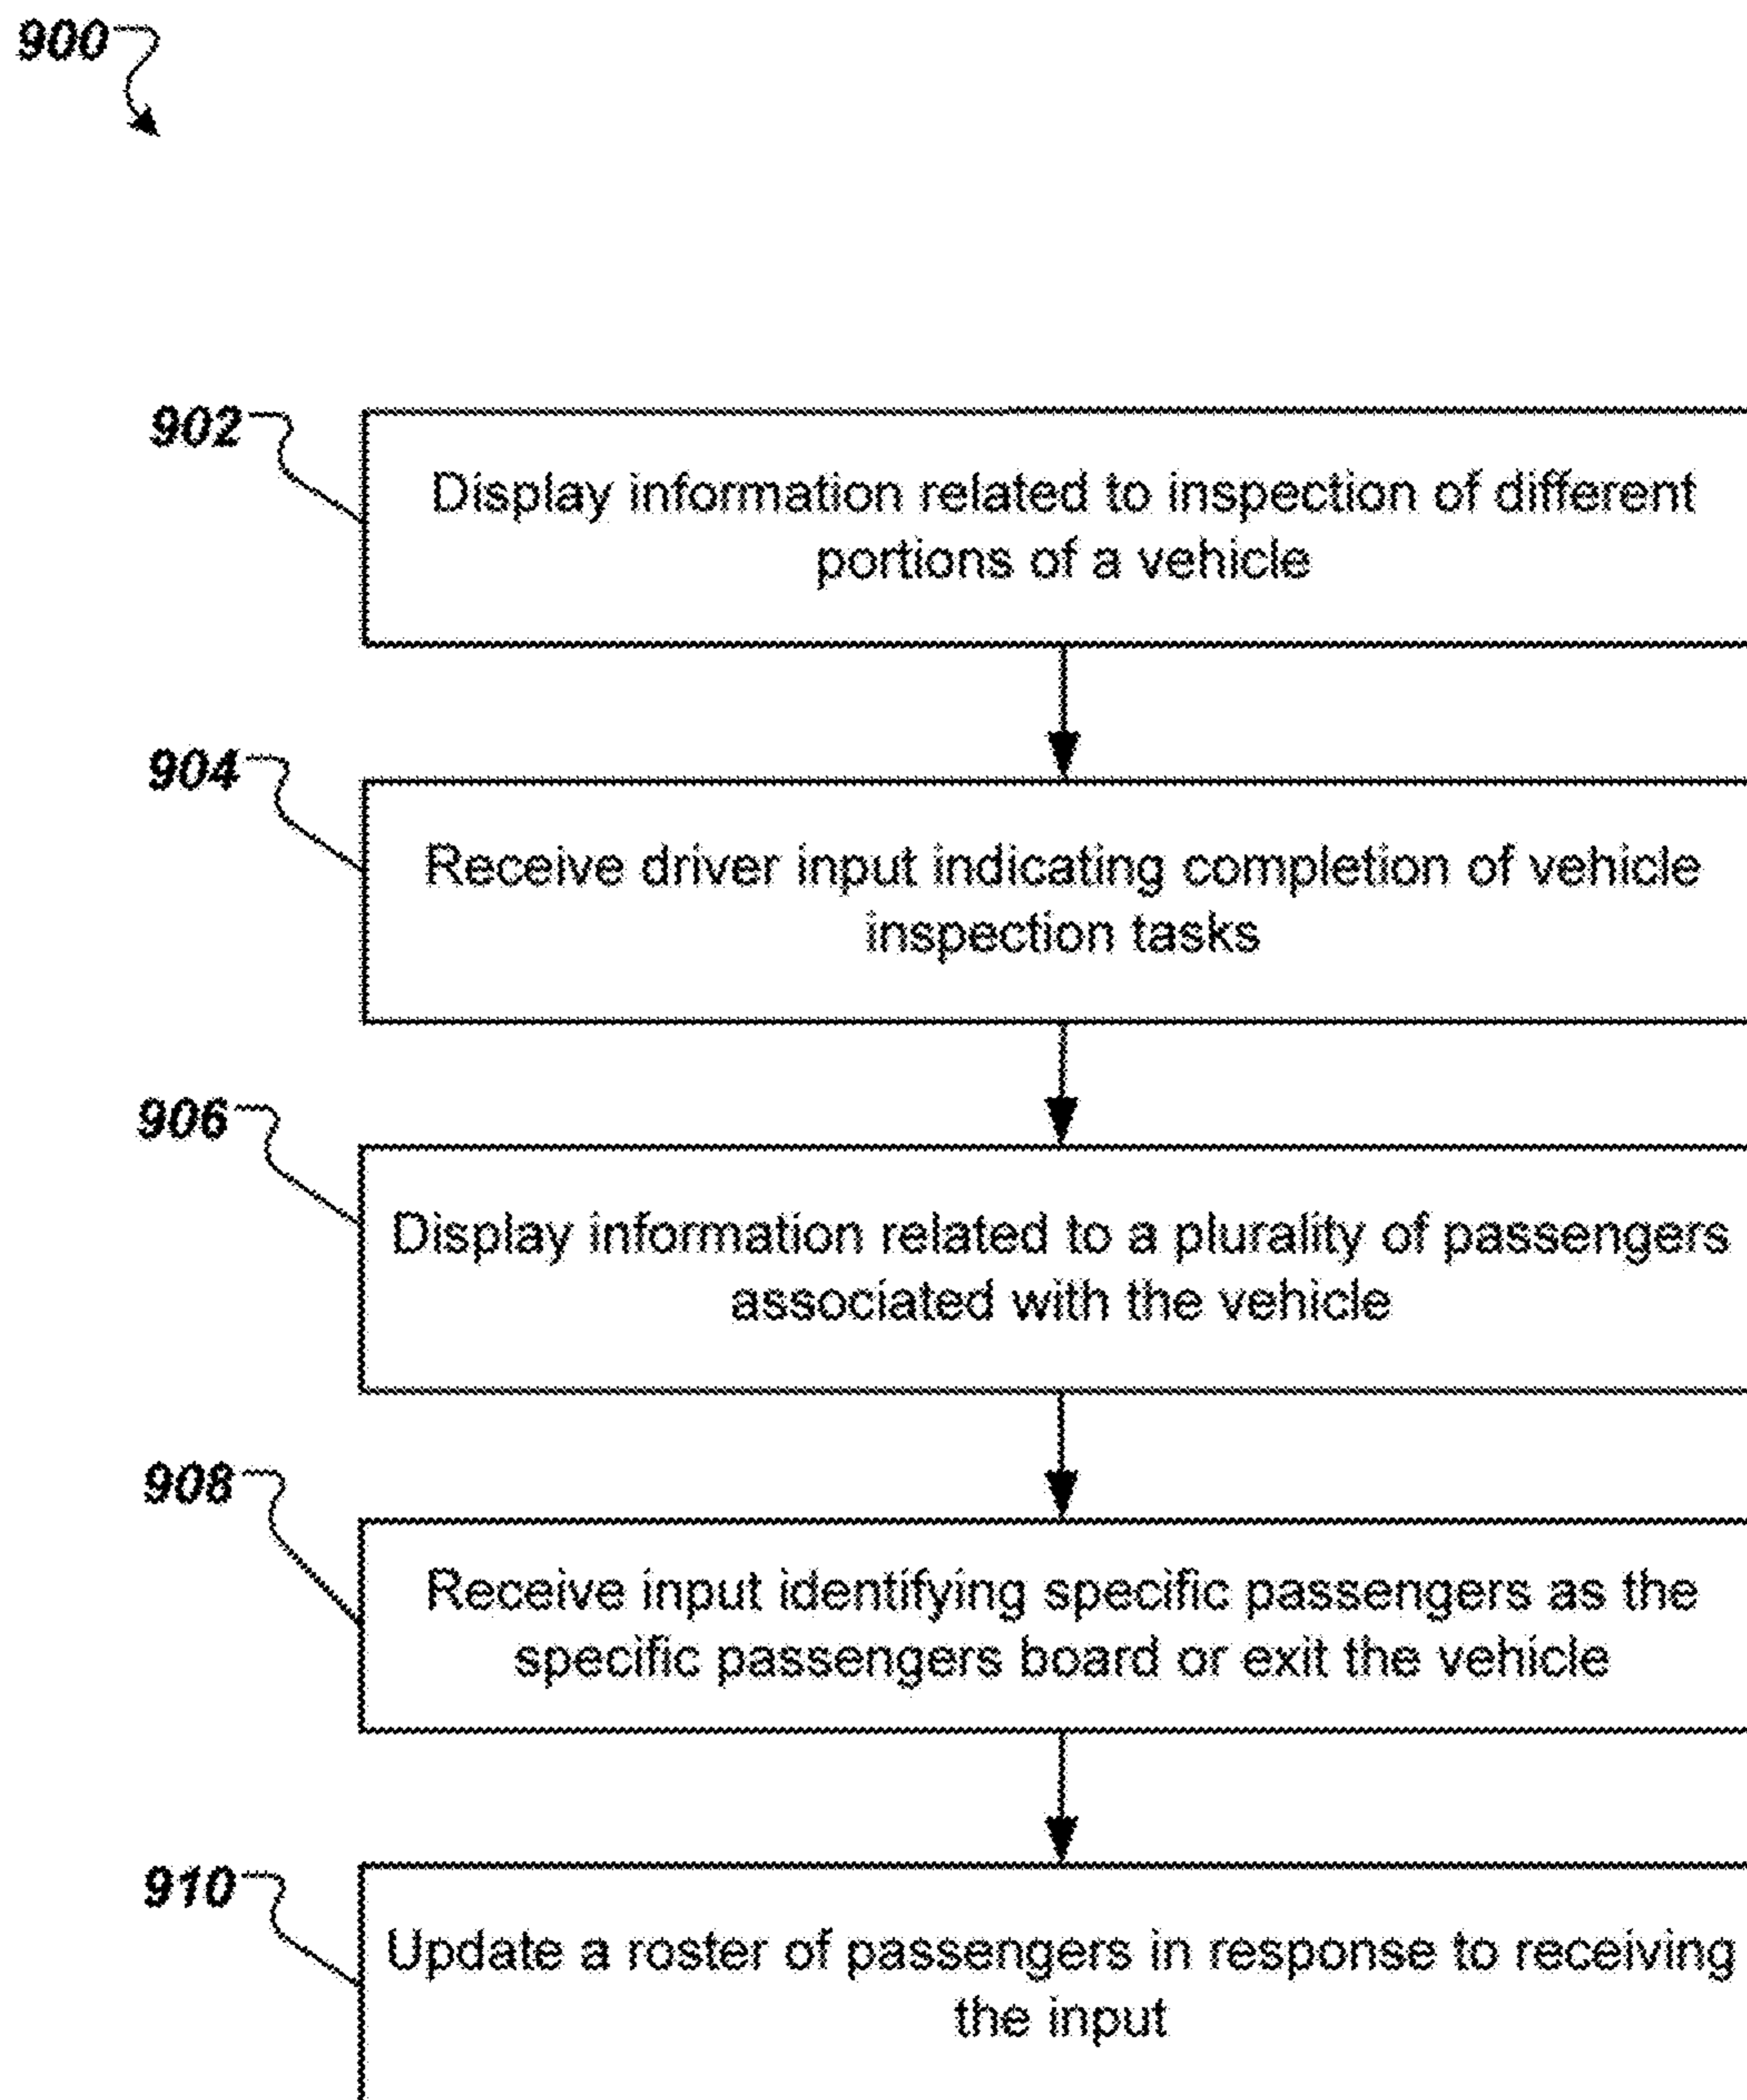 900
902
Display information related to inspection of different
portions of a vehicle
904
Receive driver input indicating completion of vehicle
inspection tasks
906
Display information related to a plurality of passengers
associated with the vehicle
908
Receive input identifying specific passengers as the
specific passengers board or exit the vehicle
910
Update a roster of passengers in response to receiving
the input